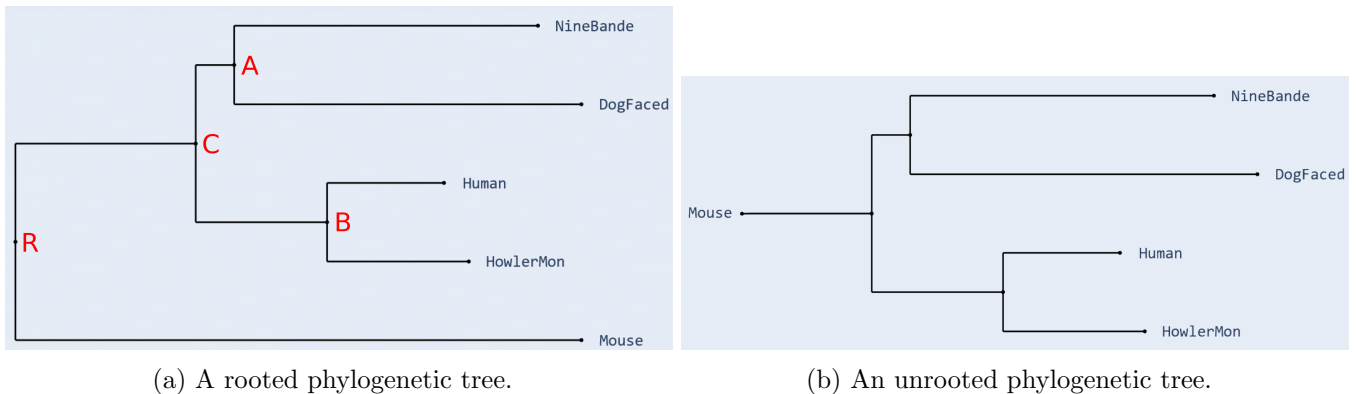 NineBande
A
DogFaced
C
Human
B
HowlerMon
R
Mouse
(a) A rooted phylogenetic tree.
NineBande
DogFaced
Mouse
Human
HowlerMon
(b) An unrooted phylogenetic tree.